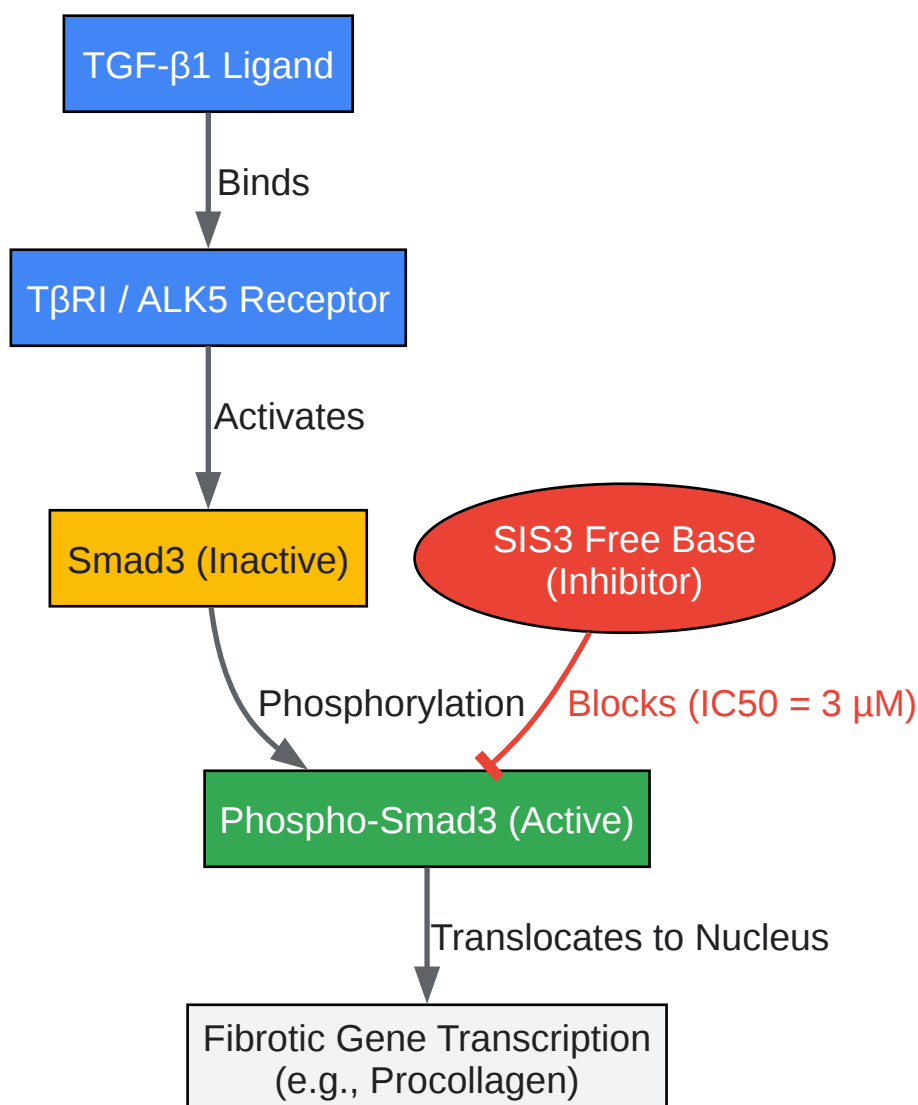 TGF-β1 Ligand
Binds
TβRI / ALK5 Receptor
Activates
Smad3 (Inactive)
SIS3 Free Base
(Inhibitor)
Phosphorylation
Blocks (IC50 = 3 µM)
Phospho-Smad3 (Active)
Translocates to Nucleus
Fibrotic Gene Transcription
(e.g., Procollagen)